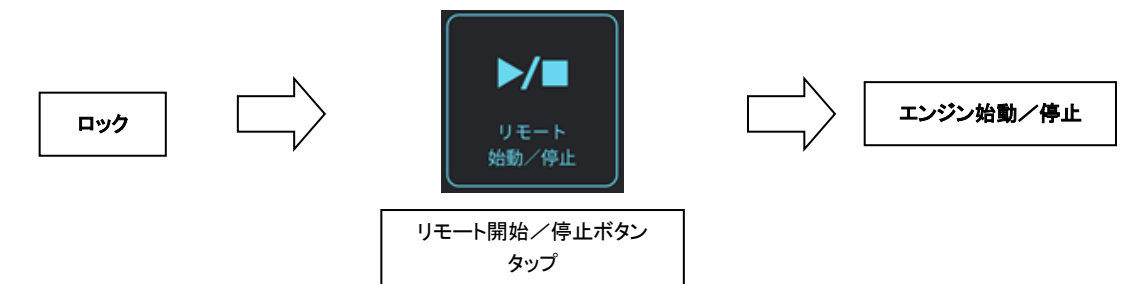 ロック
リモート
始動／停止
エンジン始動／停止
リモート開始／停止ボタン
タップ